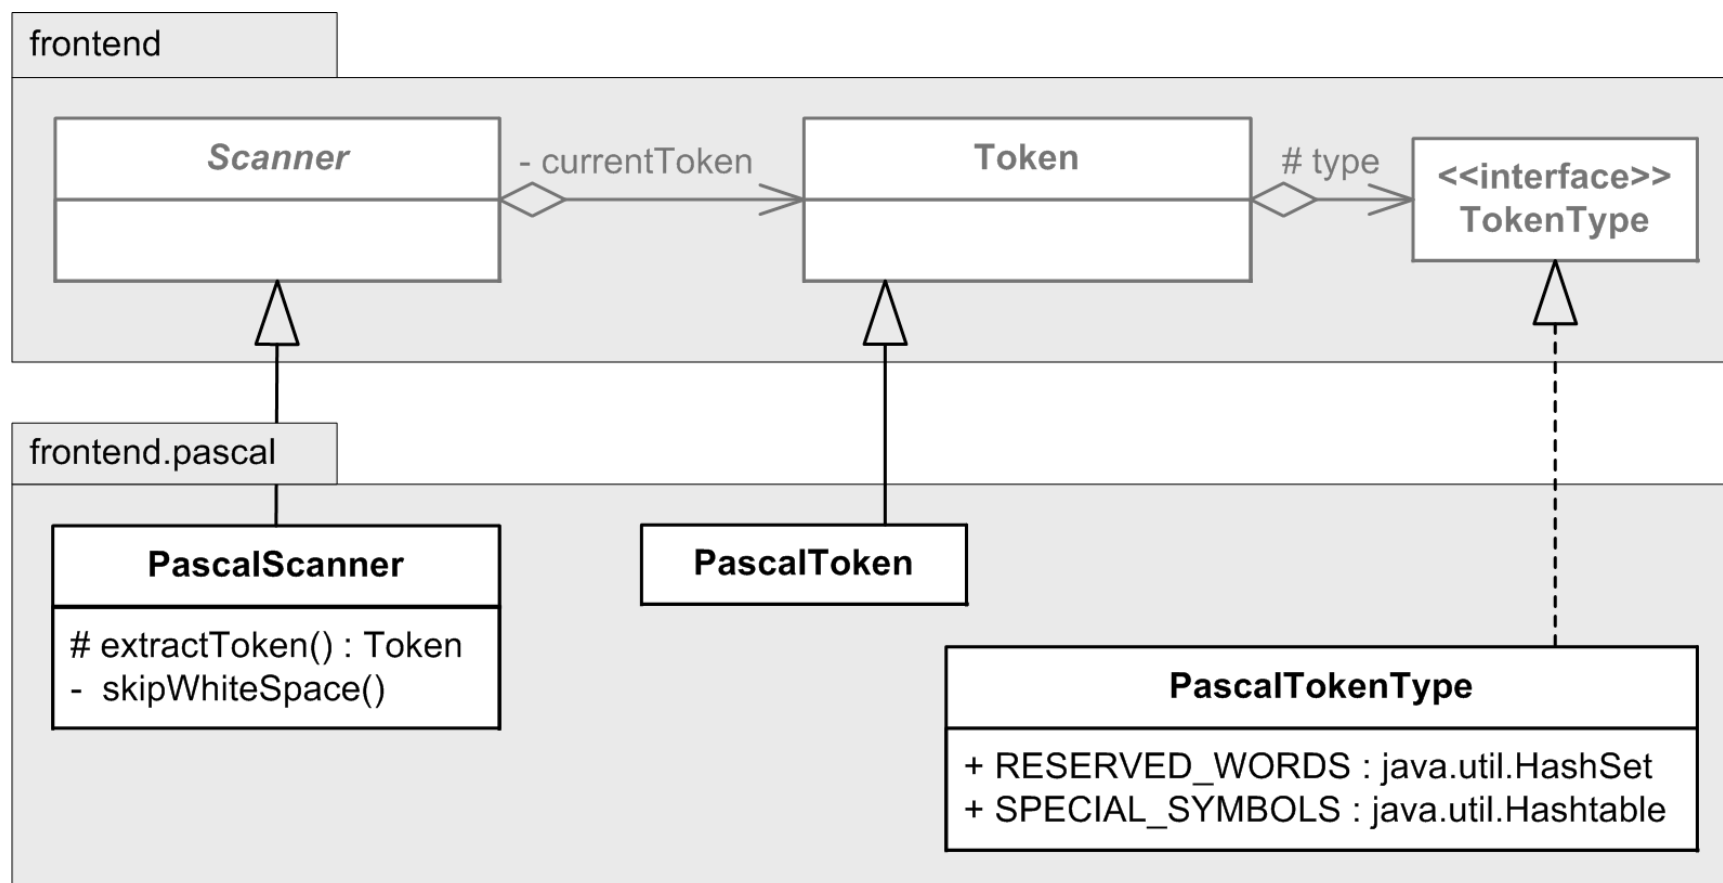 frontend
Scanner
- currentToken
Token
# type
<<interface>>
TokenType
frontend.pascal
PascalScanner
# extractToken() : Token
- skipWhiteSpace()
PascalToken
PascalTokenType
+ RESERVED_WORDS : java.util.HashSet
+ SPECIAL_SYMBOLS : java.util.Hashtable